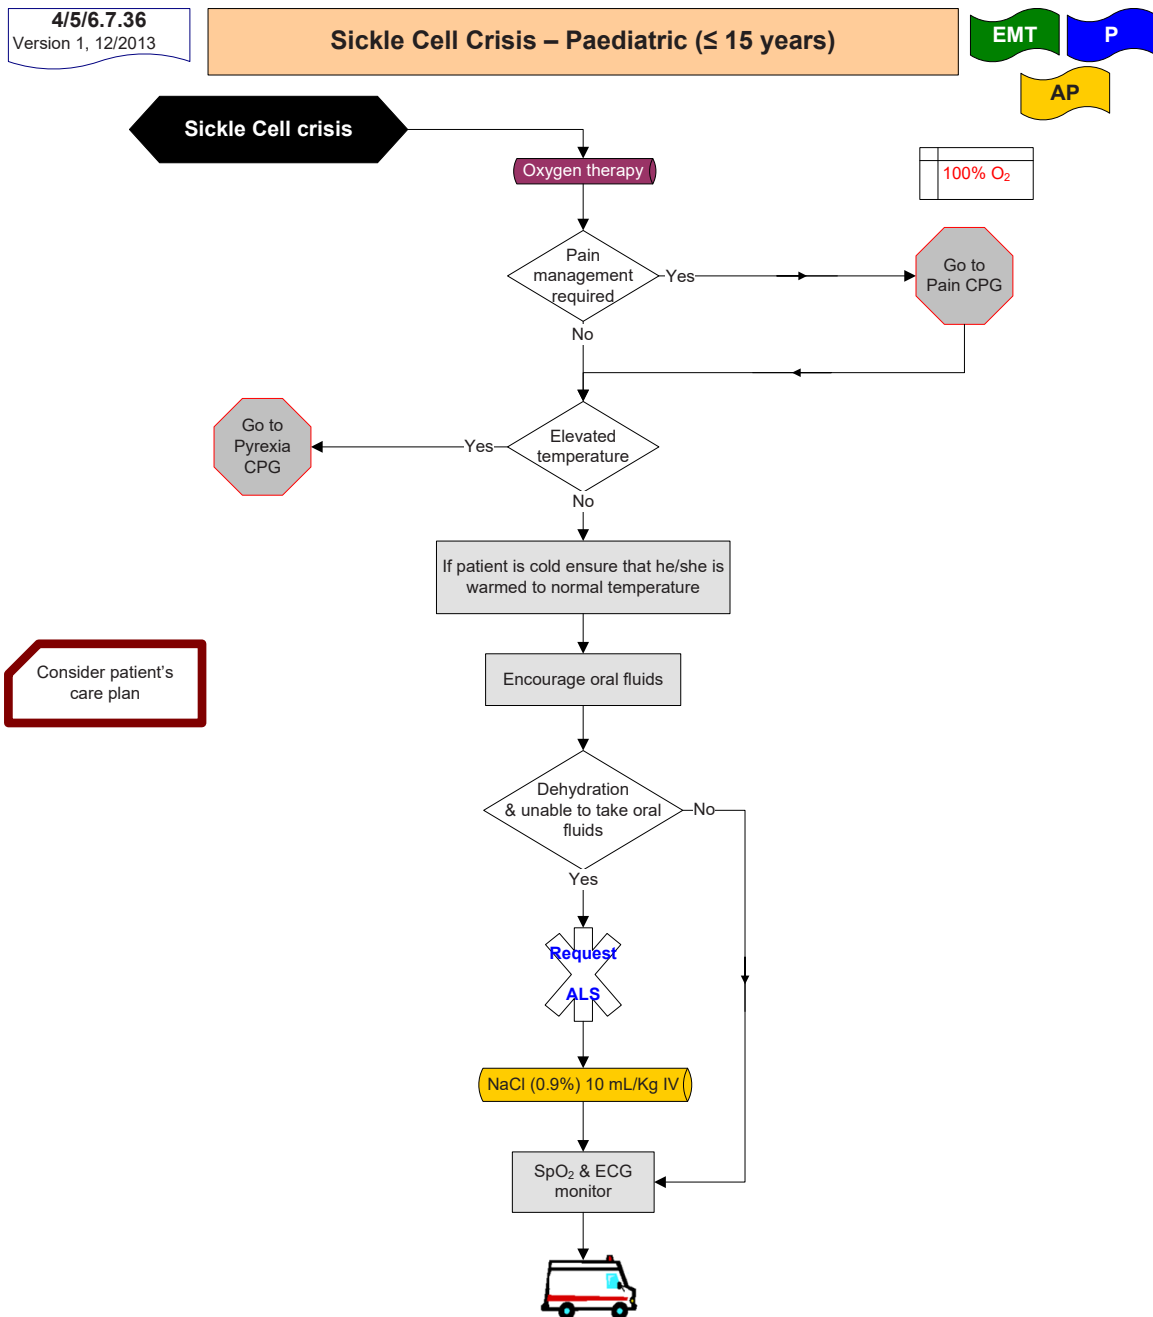 4/5/6.7.36
Version 1, 12/2013
Sickle Cell Crisis – Paediatric (≤ 15 years)
EMT
P
AP
Sickle Cell crisis
Oxygen therapy
100% O₂
Pain
management
required
Yes
Go to
Pain CPG
No
Go to
Pyrexia
CPG
Yes
Elevated
temperature
No
If patient is cold ensure that he/she is
warmed to normal temperature
Consider patient’s
care plan
Encourage oral fluids
Dehydration
& unable to take oral
fluids
No
Yes
Request
ALS
NaCl (0.9%) 10 mL/Kg IV
SpO₂ & ECG
monitor